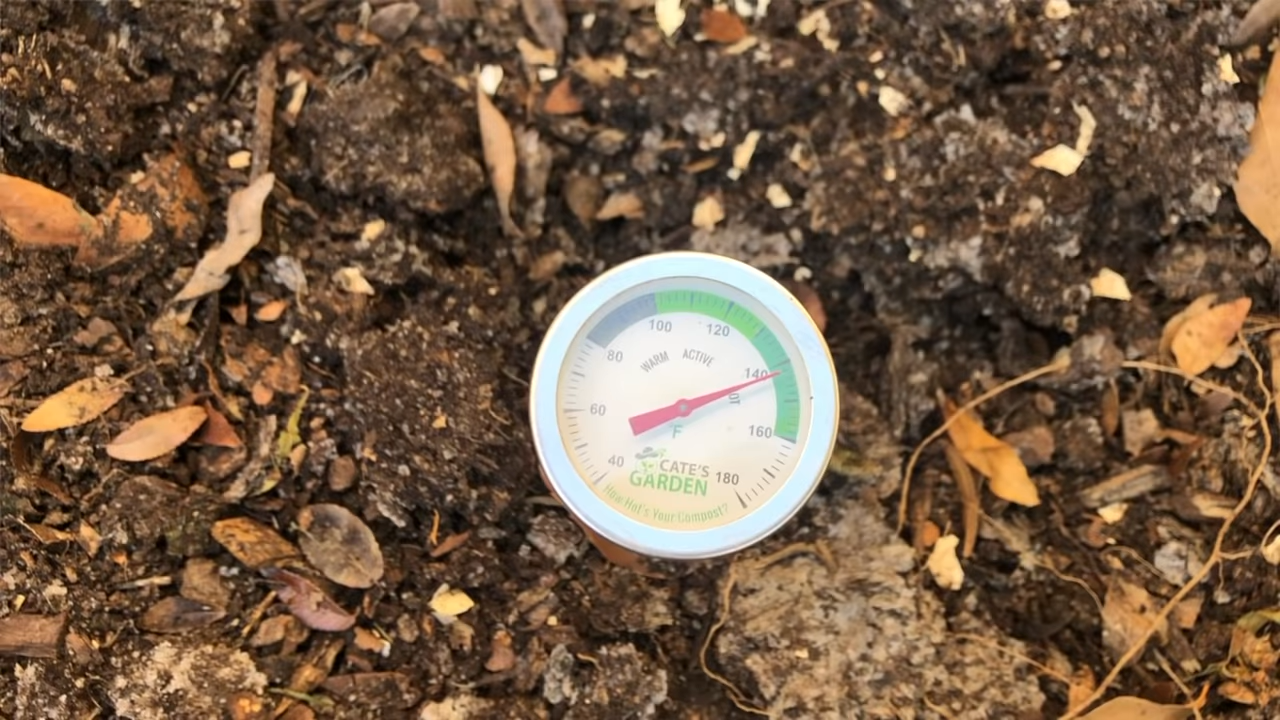 100 120
80 WARM ACTIVE
140
60
160
°F
40 180
CATE'S
GARDEN
How Hot's Your Compost?